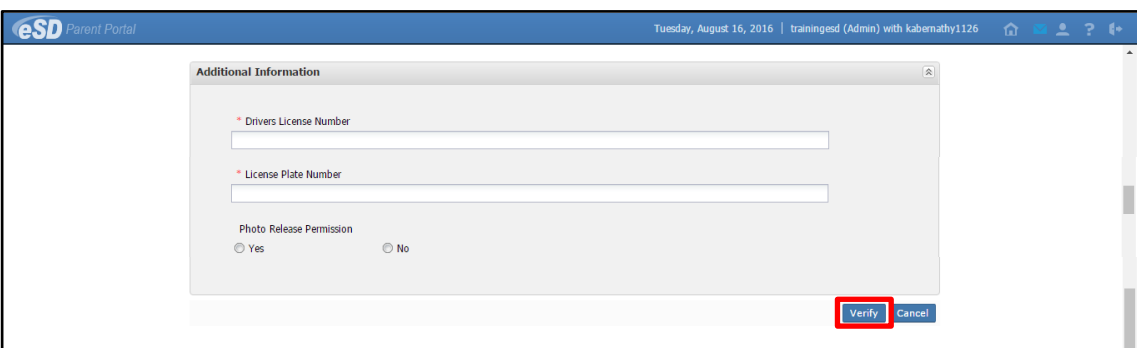 eSD Parent Portal
Tuesday, August 16, 2016 | trainingesd (Admin) with kabernathy1126 ?
Additional Information
* Drivers License Number
* License Plate Number
Photo Release Permission
Yes No
Verify Cancel